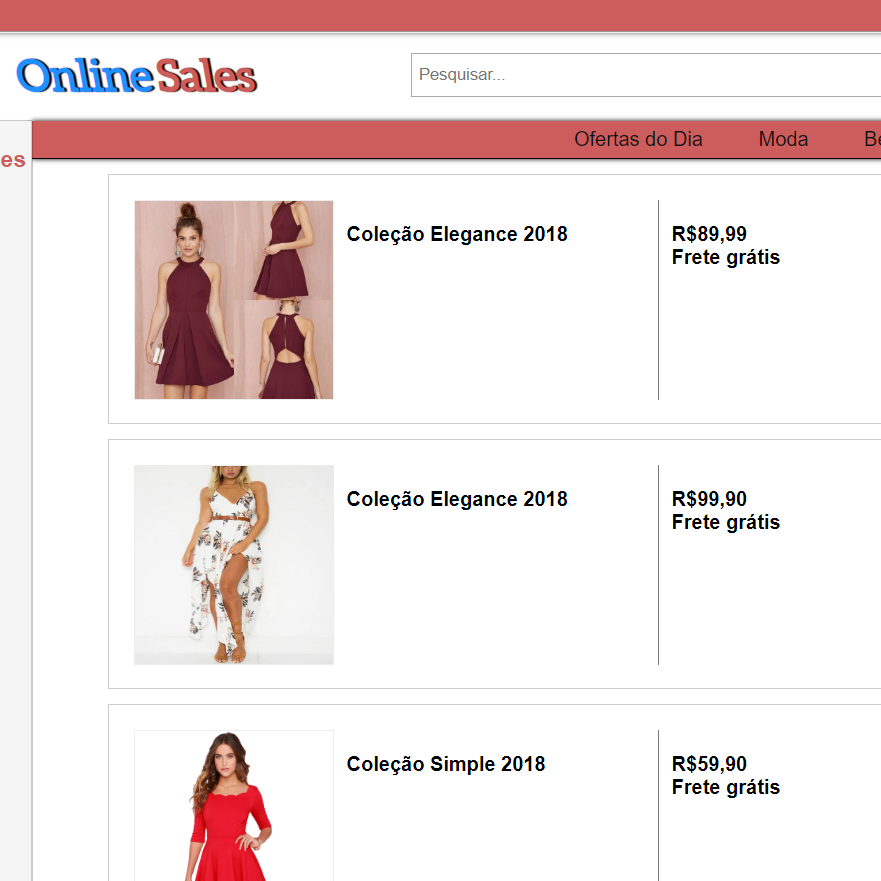 OnlineSales
Pesquisar...
Ofertas do Dia Moda
es
Coleção Elegance 2018
R$89,99
Frete grátis
Coleção Elegance 2018
R$99,90
Frete grátis
Coleção Simple 2018
R$59,90
Frete grátis